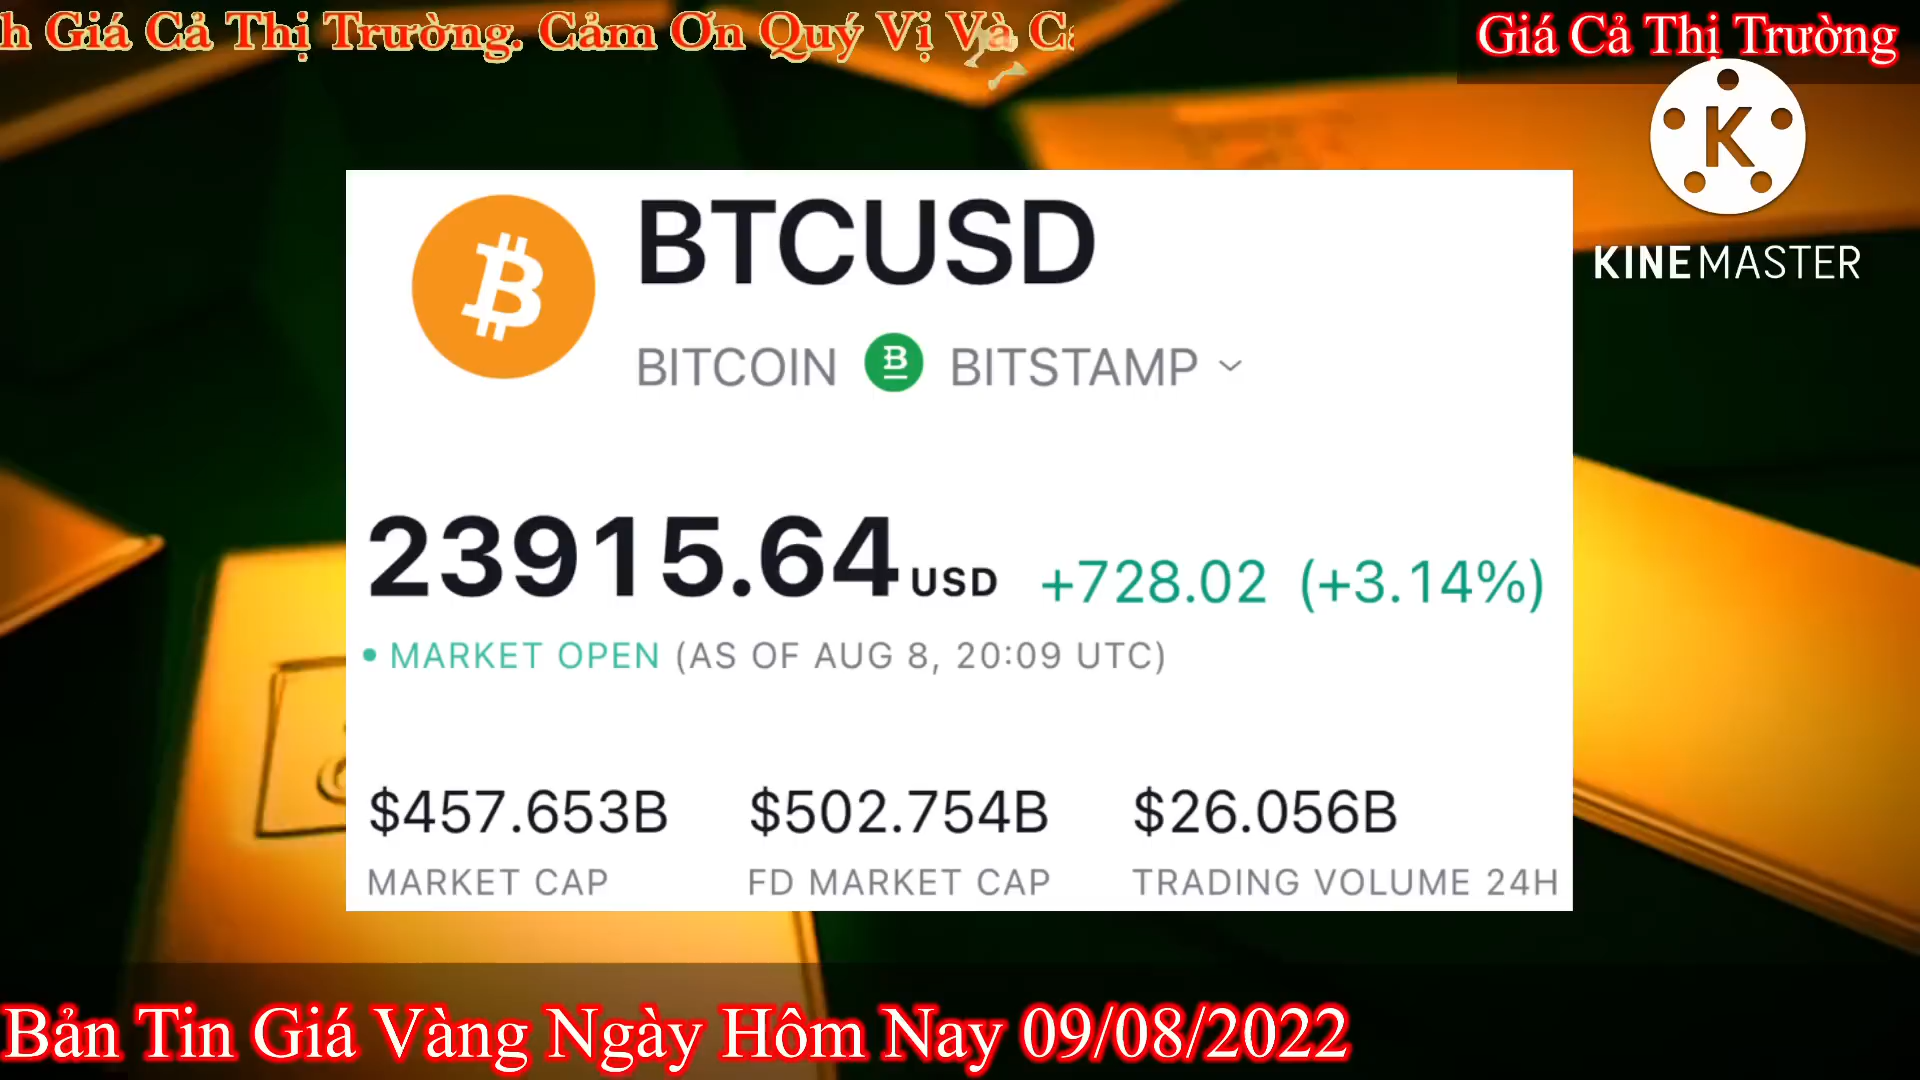 h Giá Cả Thị Trường. Cảm Ơn Quý Vị Và
Giá Cả Thị Trường
K
KINEMASTER
BTCUSD
BITCOIN B BITSTAMP
23915.64 USD +728.02 (+3.14%)
• MARKET OPEN (AS OF AUG 8, 20:09 UTC)
$457.653B $502.754B $26.056B
MARKET CAP FD MARKET CAP TRADING VOLUME 24H
Bản Tin Giá Vàng Ngày Hôm Nay 09/08/2022